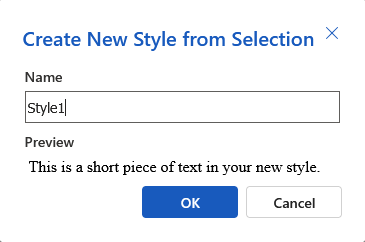 Create New Style from Selection
Name
Style1
Preview
This is a short piece of text in your new style.
OK Cancel